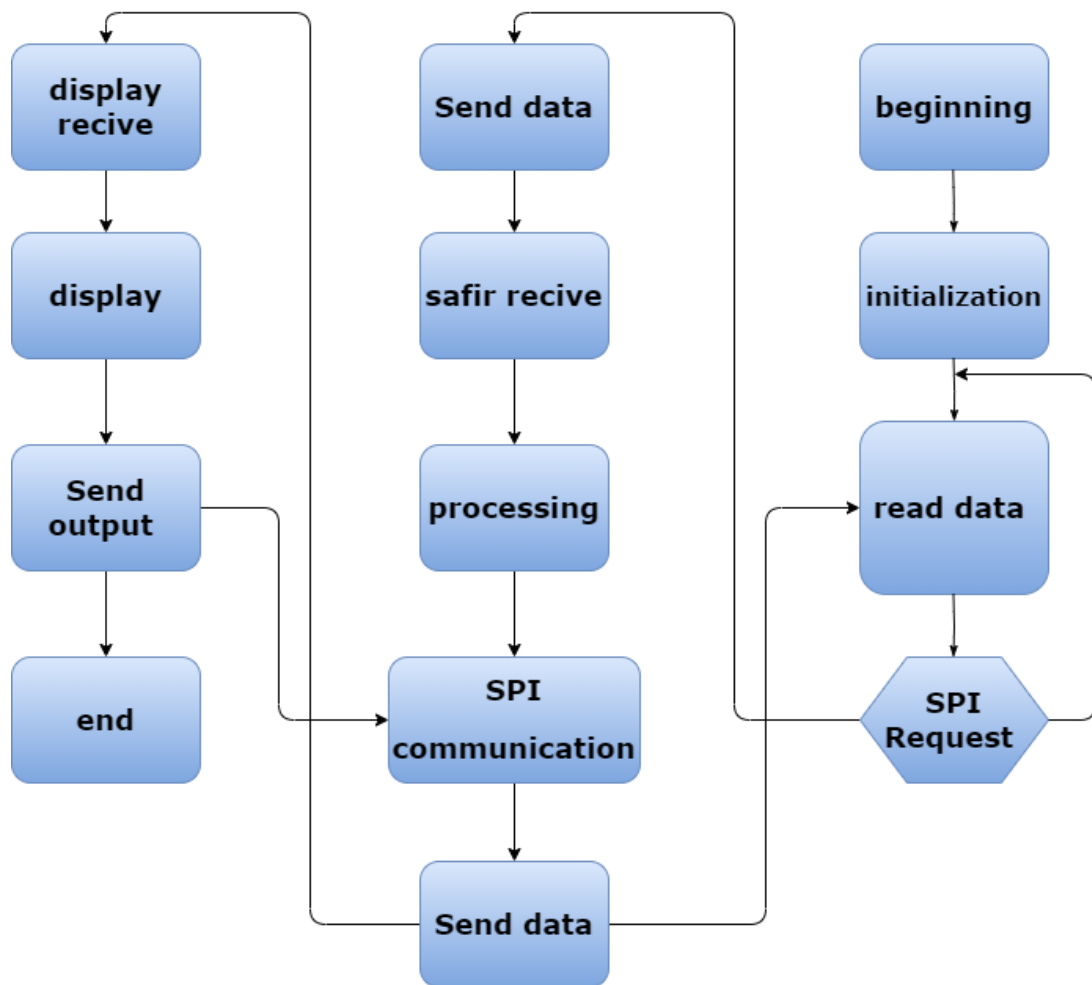 display
recive
display
Send
output
end
Send data
safir recive
processing
SPI
communication
Send data
beginning
initialization
read data
SPI
Request